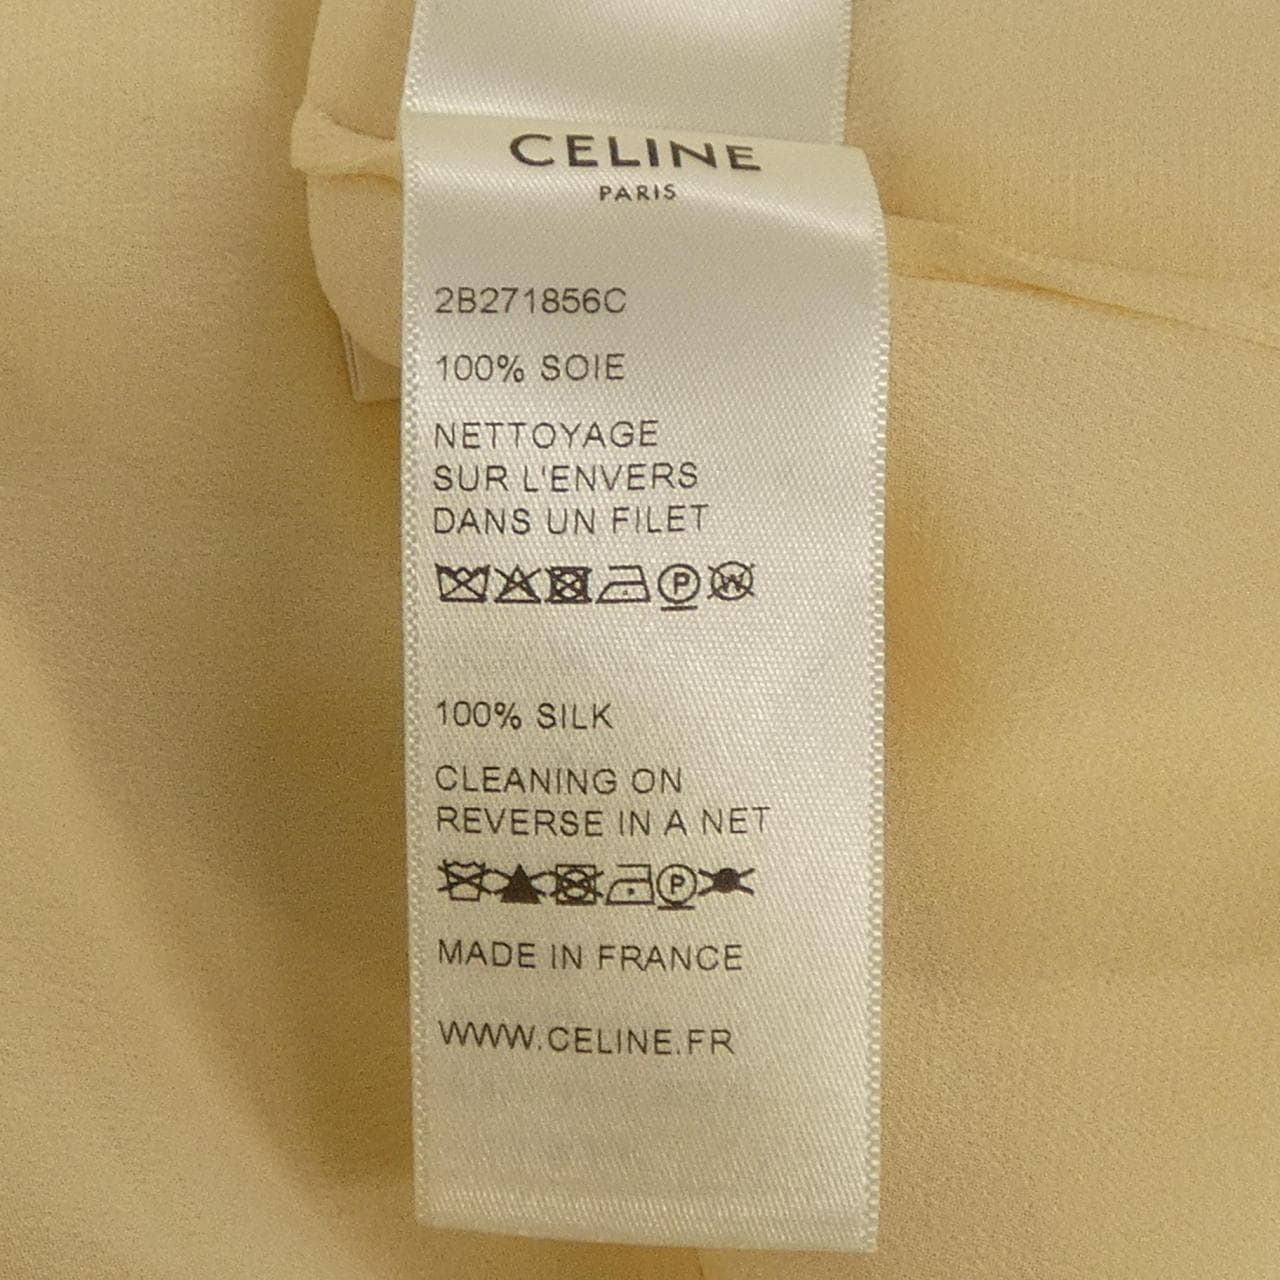 CELINE
PARIS
2B271856C
100% SOIE
NETTOYAGE
SUR L'ENVERS
DANS UN FILET
P W
100% SILK
CLEANING ON
REVERSE IN A NET
P
MADE IN FRANCE
WWW.CELINE.FR